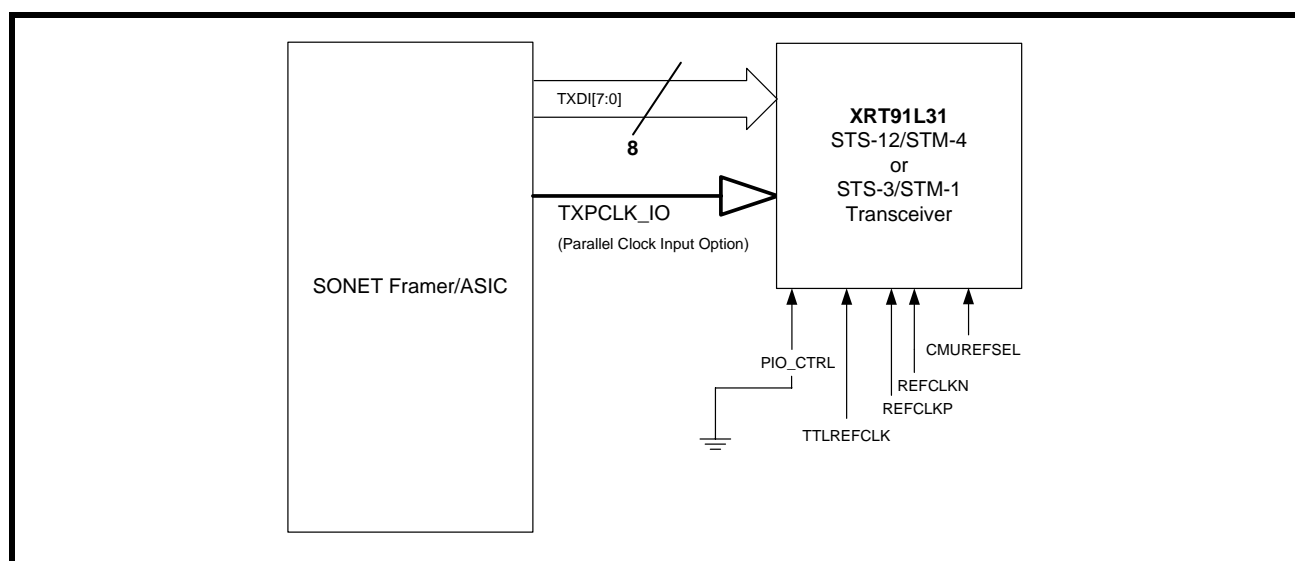 TXDI[7:0]
8
TXPCLK_IO
(Parallel Clock Input Option)
SONET Framer/ASIC
XRT91L31
STS-12/STM-4
or
STS-3/STM-1
Transceiver
PIO_CTRL
CMUREFSEL
REFCLKN
REFCLKP
TTLREFCLK